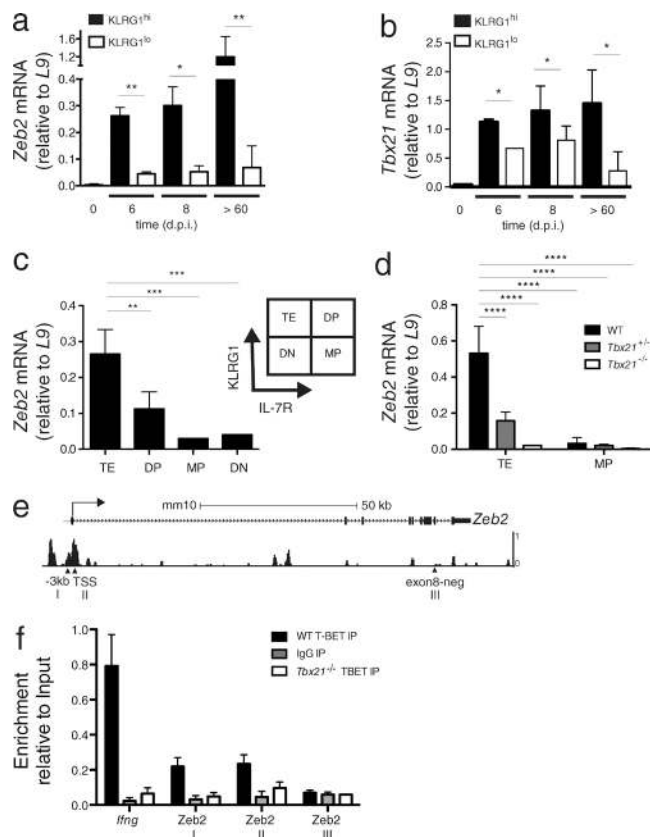 a
KLRG1hi
KLRG1lo
Zeb2 mRNA
(relative to L9)
1.6
1.2
0.4
0.3
0.2
0.1
0.0
**
*
**
0 6 8 > 60
time (d.p.i.)
b
KLRG1hi
KLRG1lo
Tbx21 mRNA
(relative to L9)
2.5
2.0
1.5
1.0
0.5
0.0
*
*
*
0 6 8 > 60
time (d.p.i.)
c
Zeb2 mRNA
(relative to L9)
0.4
0.3
0.2
0.1
0.0
***
***
**
TE DP MP DN
TE DP
DN MP
KLRG1
IL-7R
d
Zeb2 mRNA
(relative to L9)
0.8
0.6
0.4
0.2
0.0
****
****
****
****
****
WT
Tbx21+/-
Tbx21-/-
TE MP
e
mm10 50 kb
Zeb2
1
0
-3kb TSS exon8-neg
I II III
f
Enrichment
relative to Input
1.0
0.8
0.6
0.4
0.2
0.0
WT T-BET IP
IgG IP
Tbx21-/- TBET IP
Ifng Zeb2 Zeb2 Zeb2
I II III